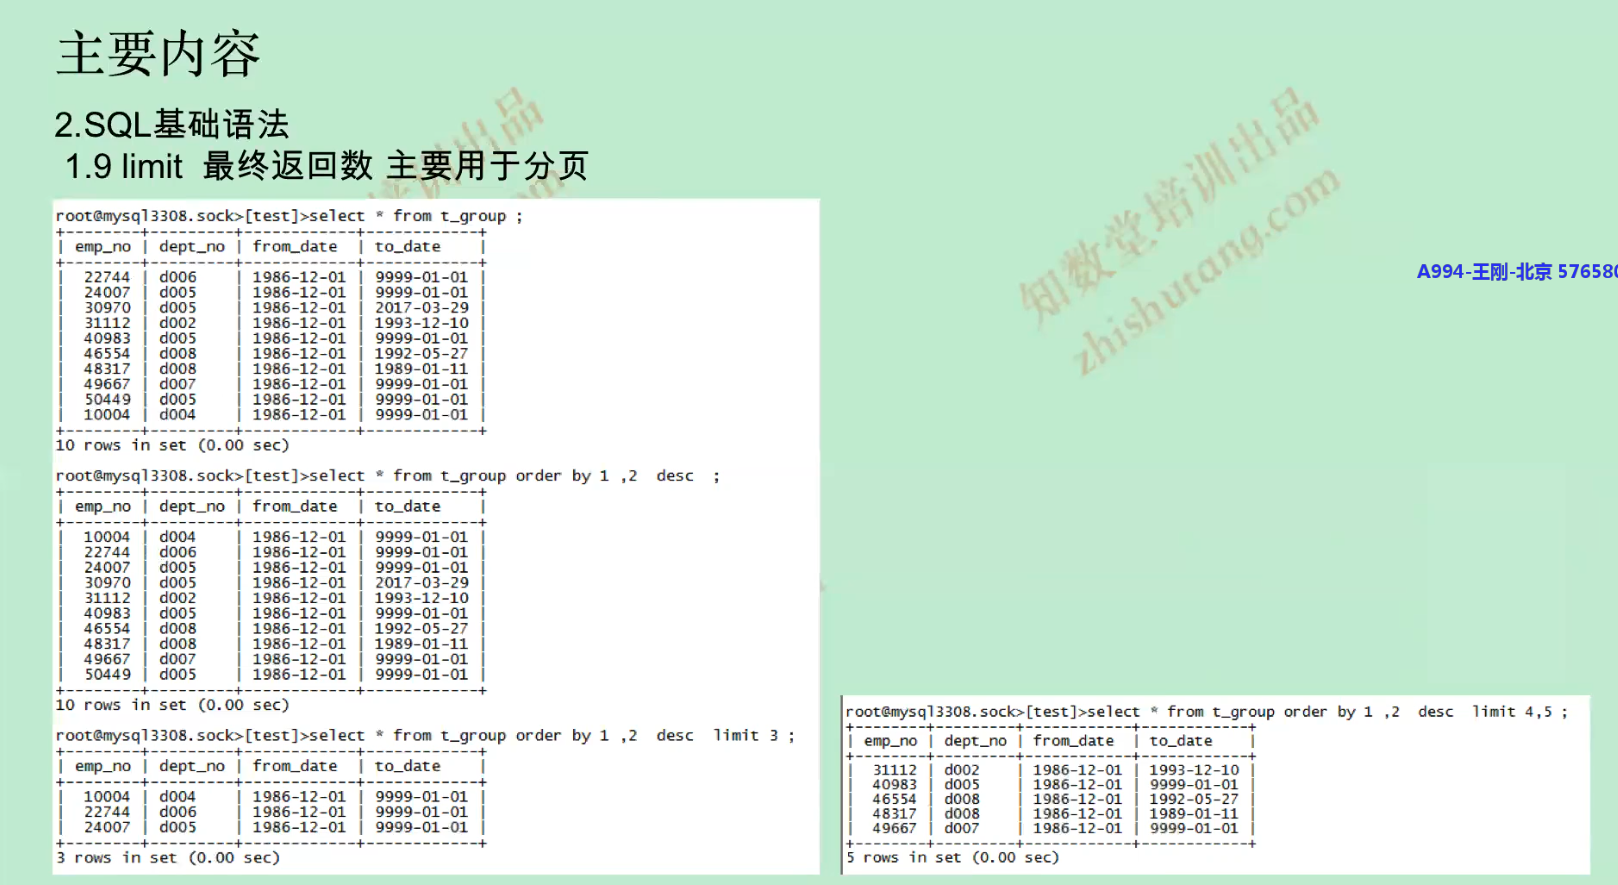 主要内容
2.SQL基础语法
1.9 limit 最终返回数 主要用于分页
root@mysql3308.sock>[test]>select * from t_group ;
+--------+---------+------------+------------+
| emp_no | dept_no | from_date | to_date |
+--------+---------+------------+------------+
| 22744 | d006 | 1986-12-01 | 9999-01-01 |
| 24007 | d005 | 1986-12-01 | 9999-01-01 |
| 30970 | d005 | 1986-12-01 | 2017-03-29 |
| 31112 | d002 | 1986-12-01 | 1993-12-10 |
| 40983 | d005 | 1986-12-01 | 9999-01-01 |
| 46554 | d008 | 1986-12-01 | 1992-05-27 |
| 48317 | d008 | 1986-12-01 | 1989-01-11 |
| 49667 | d007 | 1986-12-01 | 9999-01-01 |
| 50449 | d005 | 1986-12-01 | 9999-01-01 |
| 10004 | d004 | 1986-12-01 | 9999-01-01 |
+--------+---------+------------+------------+
10 rows in set (0.00 sec)
root@mysql3308.sock>[test]>select * from t_group order by 1 ,2 desc ;
+--------+---------+------------+------------+
| emp_no | dept_no | from_date | to_date |
+--------+---------+------------+------------+
| 10004 | d004 | 1986-12-01 | 9999-01-01 |
| 22744 | d006 | 1986-12-01 | 9999-01-01 |
| 24007 | d005 | 1986-12-01 | 9999-01-01 |
| 30970 | d005 | 1986-12-01 | 2017-03-29 |
| 31112 | d002 | 1986-12-01 | 1993-12-10 |
| 40983 | d005 | 1986-12-01 | 9999-01-01 |
| 46554 | d008 | 1986-12-01 | 1992-05-27 |
| 48317 | d008 | 1986-12-01 | 1989-01-11 |
| 49667 | d007 | 1986-12-01 | 9999-01-01 |
| 50449 | d005 | 1986-12-01 | 9999-01-01 |
+--------+---------+------------+------------+
10 rows in set (0.00 sec)
root@mysql3308.sock>[test]>select * from t_group order by 1 ,2 desc limit 3 ;
+--------+---------+------------+------------+
| emp_no | dept_no | from_date | to_date |
+--------+---------+------------+------------+
| 10004 | d004 | 1986-12-01 | 9999-01-01 |
| 22744 | d006 | 1986-12-01 | 9999-01-01 |
| 24007 | d005 | 1986-12-01 | 9999-01-01 |
+--------+---------+------------+------------+
3 rows in set (0.00 sec)
root@mysql3308.sock>[test]>select * from t_group order by 1 ,2 desc limit 4,5 ;
+--------+---------+------------+------------+
| emp_no | dept_no | from_date | to_date |
+--------+---------+------------+------------+
| 31112 | d002 | 1986-12-01 | 1993-12-10 |
| 40983 | d005 | 1986-12-01 | 9999-01-01 |
| 46554 | d008 | 1986-12-01 | 1992-05-27 |
| 48317 | d008 | 1986-12-01 | 1989-01-11 |
| 49667 | d007 | 1986-12-01 | 9999-01-01 |
+--------+---------+------------+------------+
5 rows in set (0.00 sec)
知数堂培训出品
zhishutang.com
A994-王刚-北京 57658